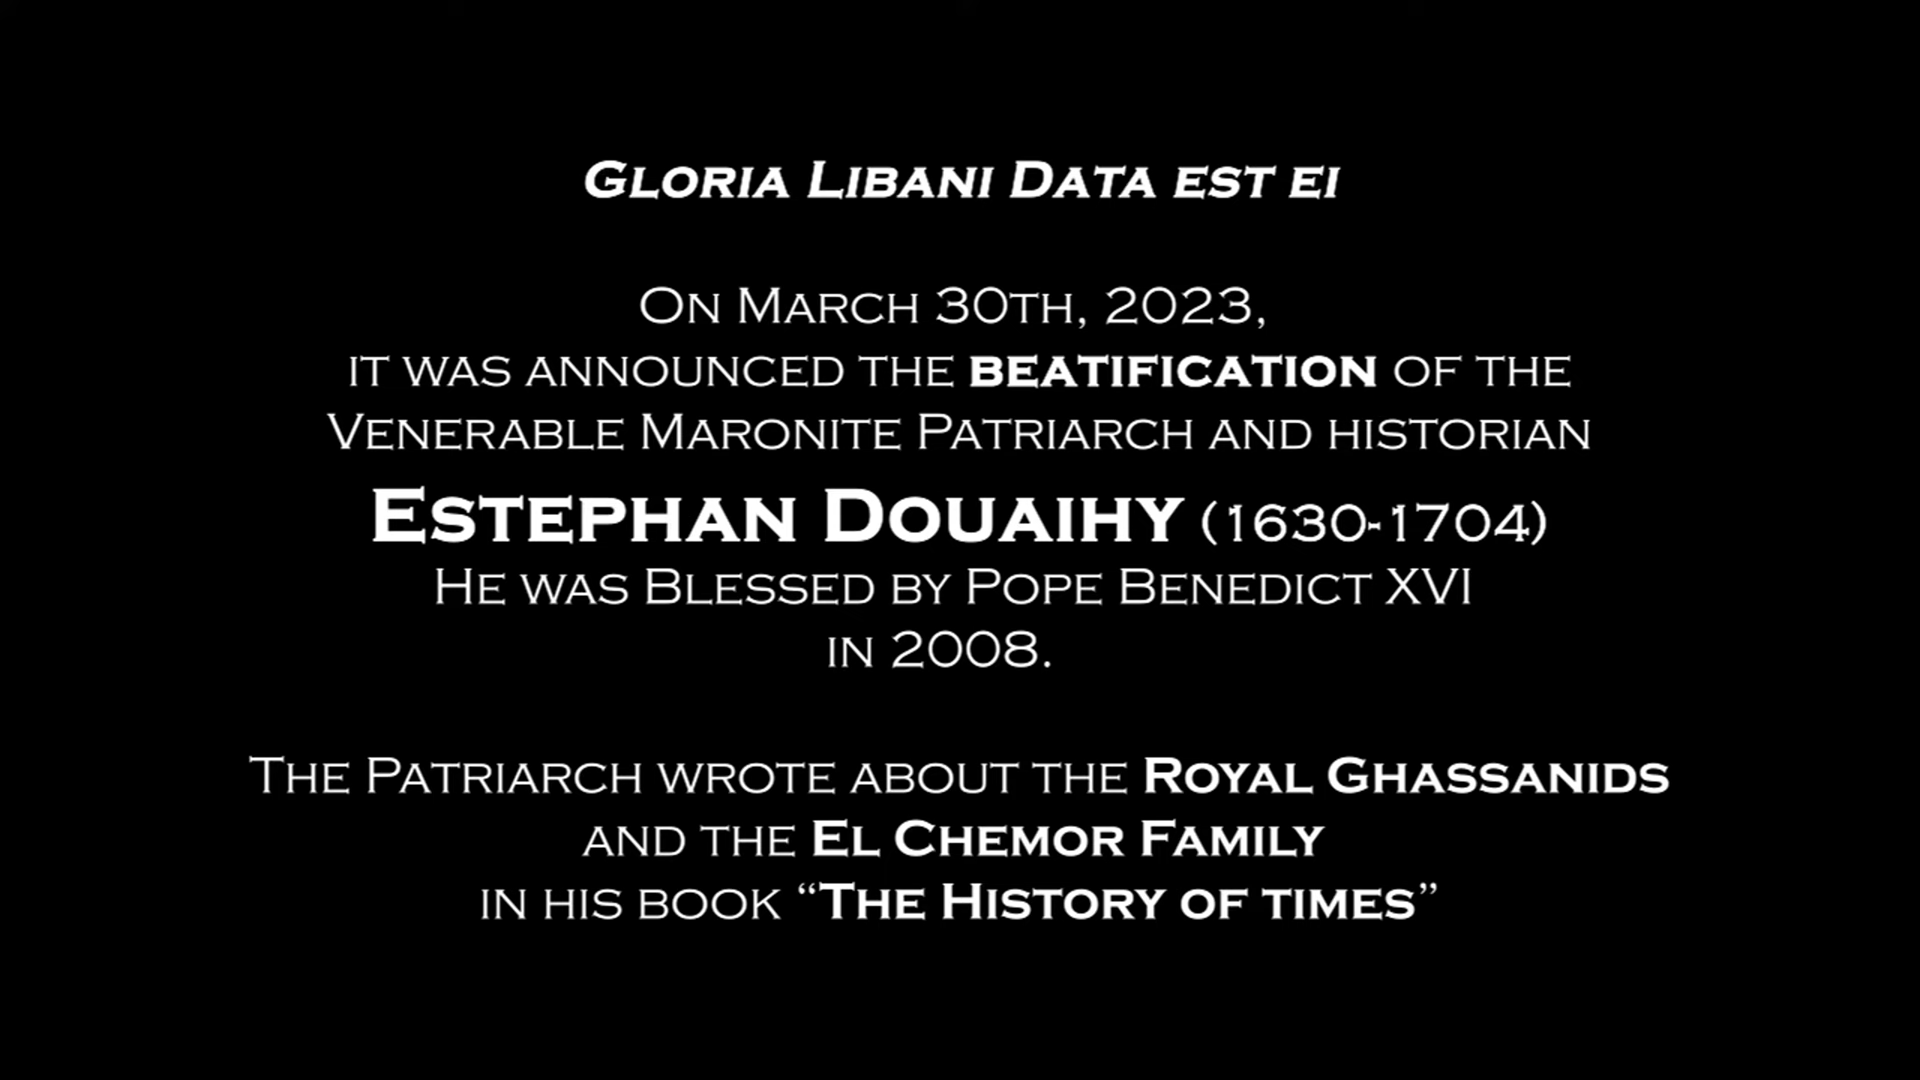 Gloria Libani Data est ei
On March 30th, 2023,
it was announced the beatification of the
Venerable Maronite Patriarch and historian
Estephan Douaihy (1630-1704)
He was Blessed by Pope Benedict XVI
in 2008.
The Patriarch wrote about the Royal Ghassanids
and the El Chemor Family
in his book “The History of times”